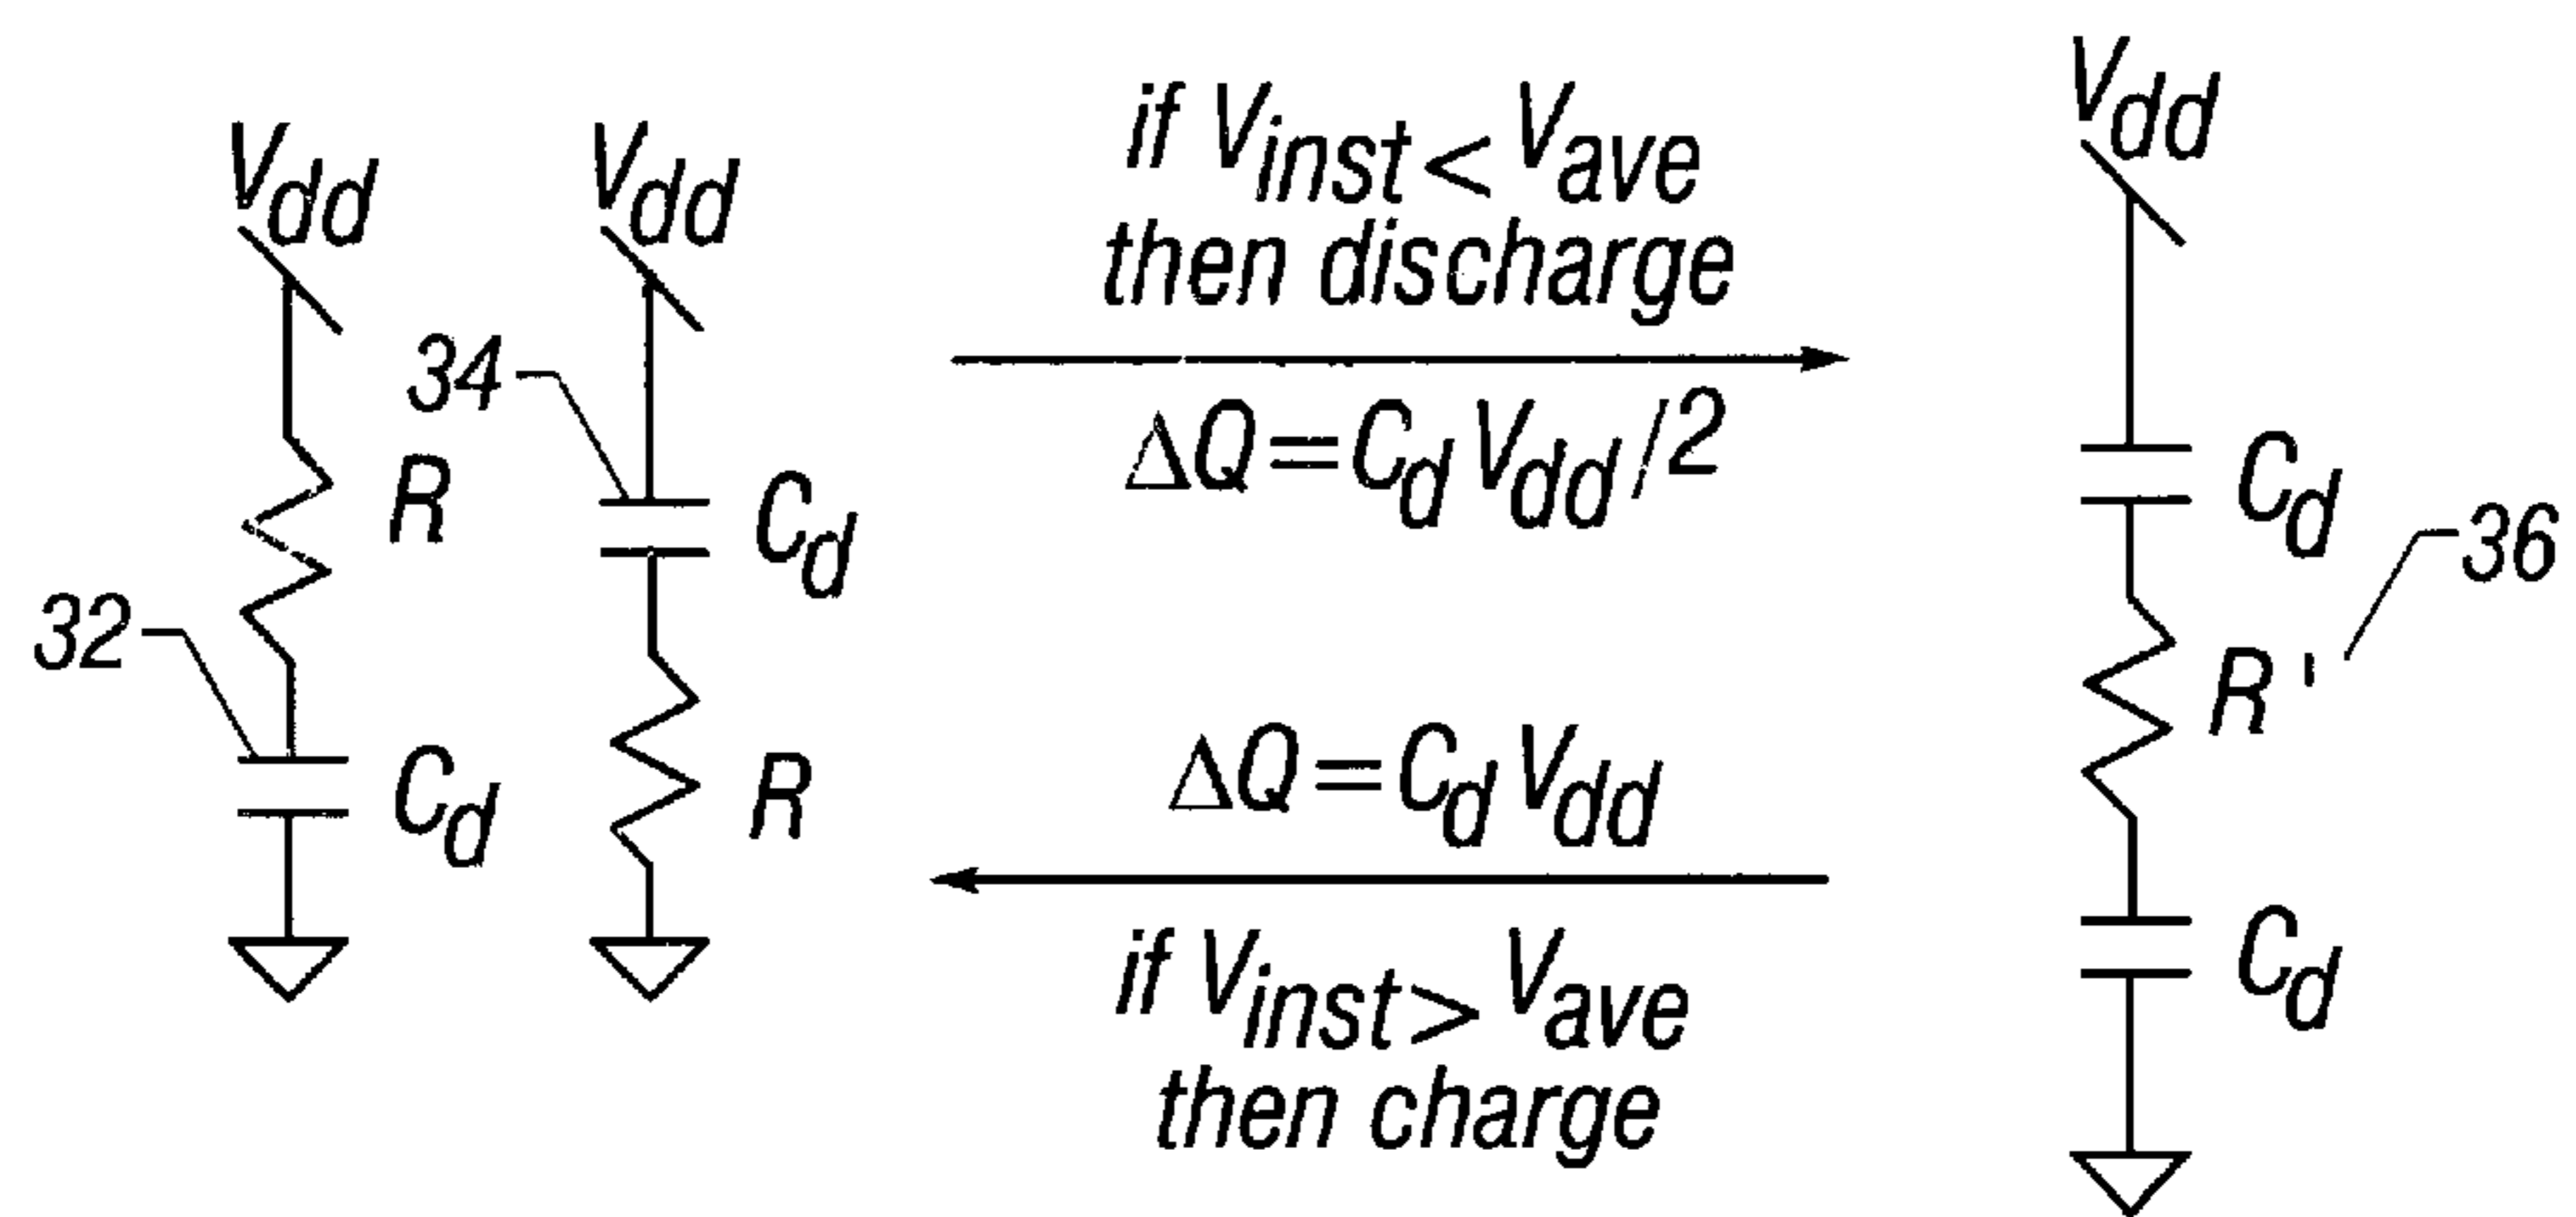 Vdd
R
32
Cd
Vdd
34
Cd
R
if Vinst < Vave
then discharge
ΔQ = Cd Vdd/2
ΔQ = Cd Vdd
if Vinst > Vave
then charge
Vdd
Cd
R'
36
Cd